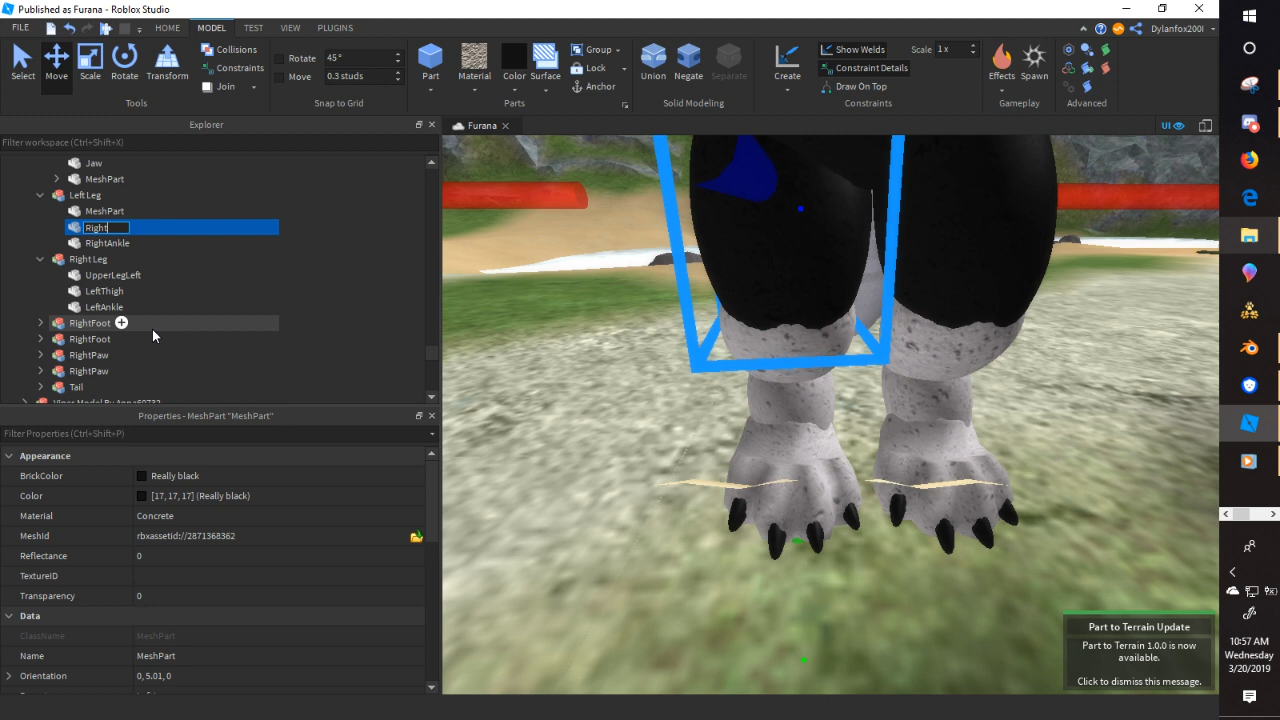 Published as Furana - Roblox Studio
FILE HOME MODEL TEST VIEW PLUGINS Dylanfox200I
Select Move Scale Rotate Transform
Collisions
Constraints
Join
Tools
Rotate 45°
Move 0.3 studs
Snap to Grid
Part Material Color Surface
Group
Lock
Anchor
Parts
Union Negate Separate
Solid Modeling
Create
Show Welds Scale 1 x
Constraint Details
Draw On Top
Constraints
Effects Spawn
Gameplay
Advanced
Explorer
Filter workspace (Ctrl+Shift+X)
Jaw
MeshPart
Left Leg
MeshPart
Right
RightAnkle
Right Leg
UpperLegLeft
LeftThigh
LeftAnkle
RightFoot
RightFoot
RightPaw
RightPaw
Tail
Furana
UI
Properties - MeshPart "MeshPart"
Filter Properties (Ctrl+Shift+P)
Appearance
BrickColor Really black
Color [17, 17, 17] (Really black)
Material Concrete
MeshId rbxassetid://2871368362
Reflectance 0
TextureID
Transparency 0
Data
ClassName MeshPart
Name MeshPart
Orientation 0, 5.01, 0
Part to Terrain Update
Part to Terrain 1.0.0 is now
available.
Click to dismiss this message.
10:57 AM
Wednesday
3/20/2019